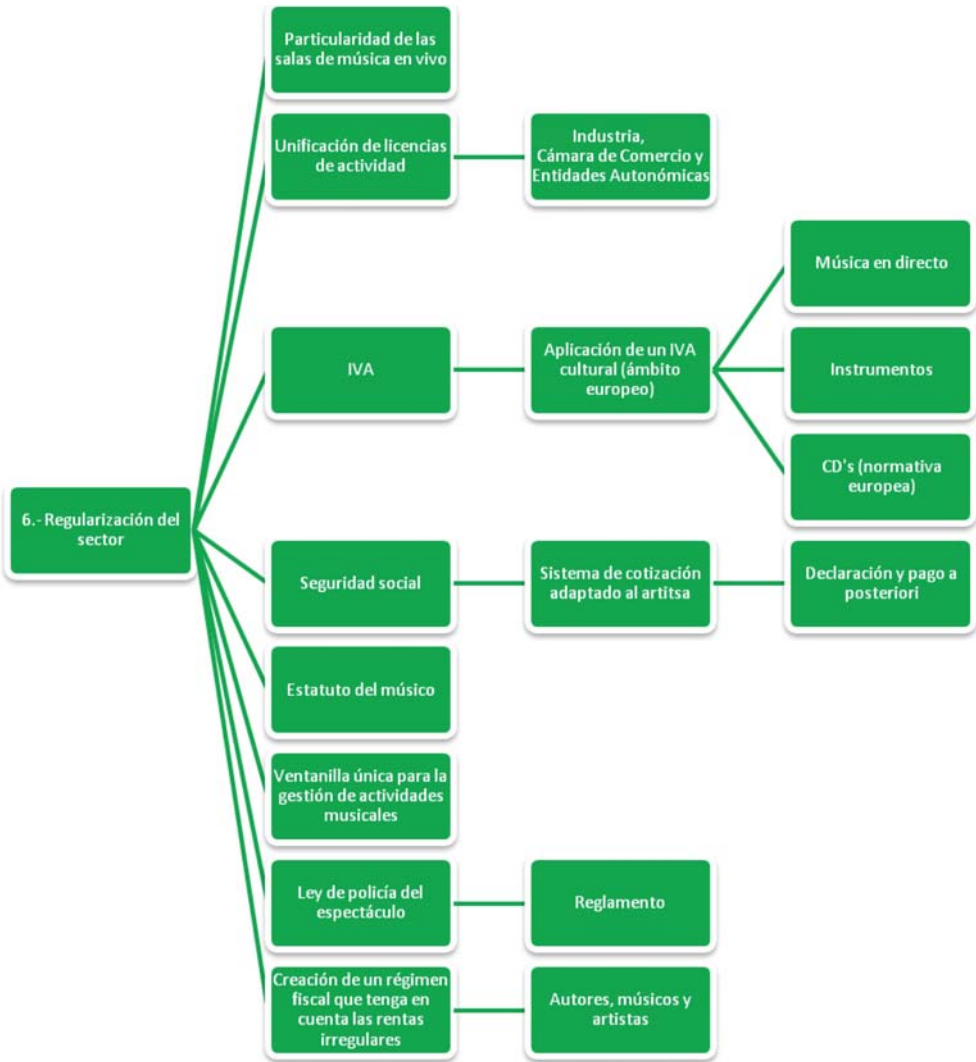 Particularidad de las
salas de música en vivo
Unificación de licencias
de actividad
Industria,
Cámara de Comercio y
Entidades Autonómicas
Música en directo
IVA
Aplicación de un IVA
cultural (ámbito
europeo)
Instrumentos
CD's (normativa
europea)
6.- Regularización del
sector
Seguridad social
Sistema de cotización
adaptado al artitsa
Declaración y pago a
posteriori
Estatuto del músico
Ventanilla única para la
gestión de actividades
musicales
Ley de policía del
espectáculo
Reglamento
Creación de un régimen
fiscal que tenga en
cuenta las rentas
irregulares
Autores, músicos y
artistas